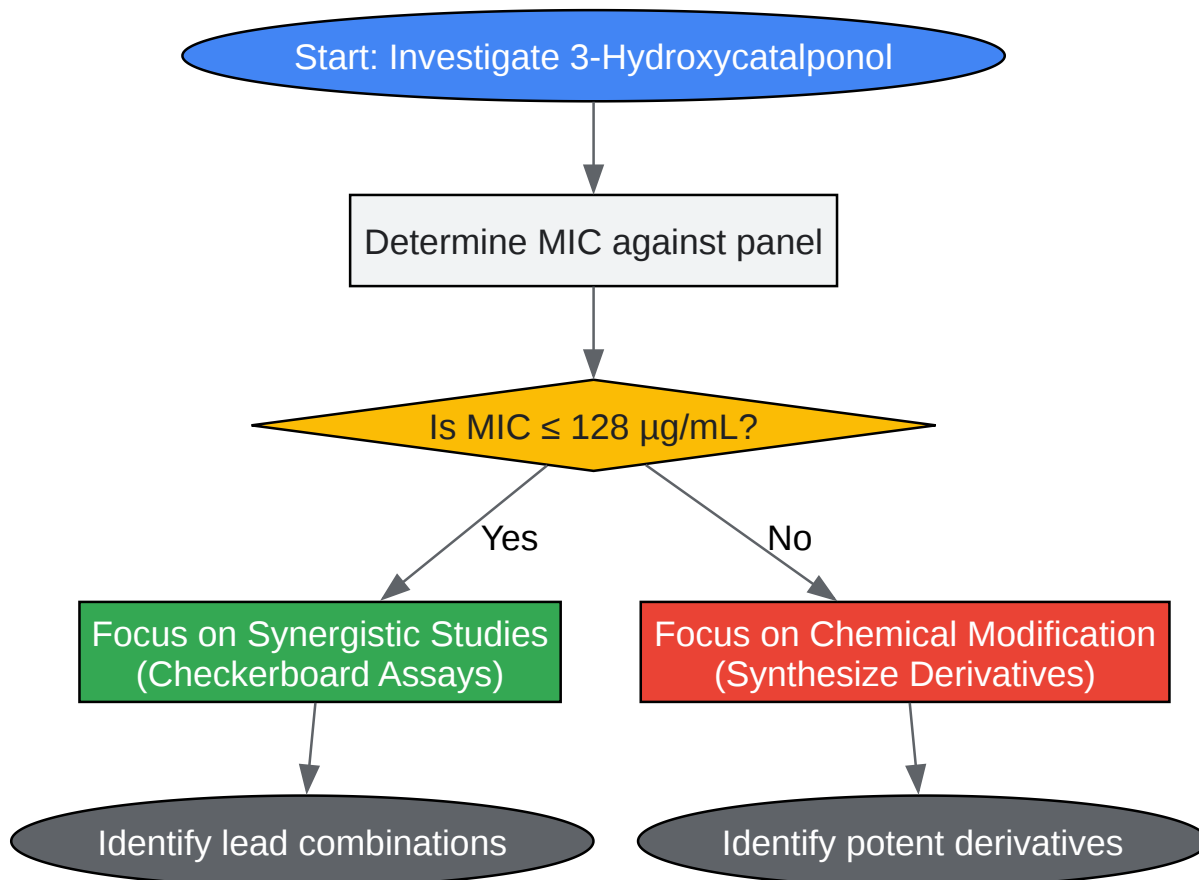 Start: Investigate 3-Hydroxycatalponol
Determine MIC against panel
Is MIC ≤ 128 µg/mL?
Yes
No
Focus on Synergistic Studies
(Checkerboard Assays)
Focus on Chemical Modification
(Synthesize Derivatives)
Identify lead combinations
Identify potent derivatives